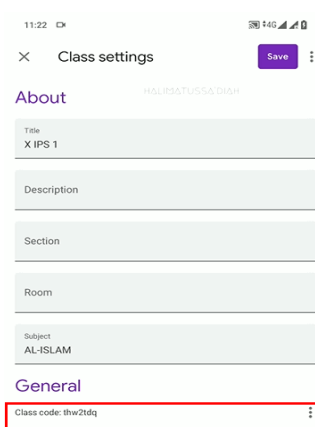 11:22
4G
Class settings
Save
About
HALIMATUSSA'DIAH
Title
X IPS 1
Description
Section
Room
Subject
AL-ISLAM
General
Class code: thw2tdq